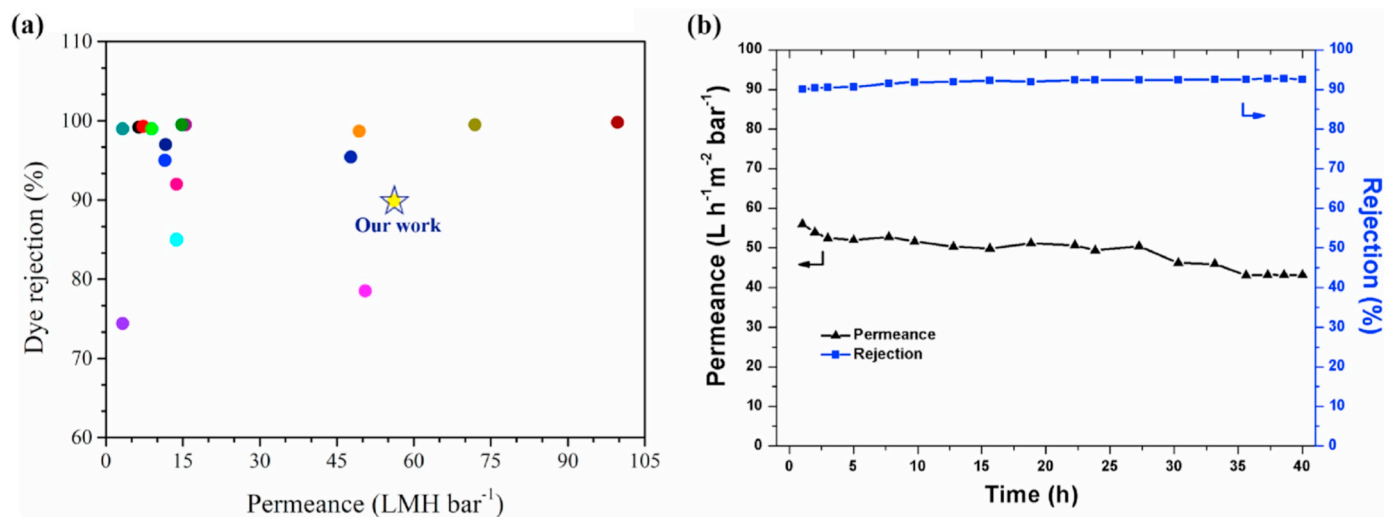 (a)
110
100
90
80
70
60
Dye rejection (%)
Our work
0 15 30 45 60 75 90 105
Permeance (LMH bar⁻¹)
(b)
100
90
80
70
60
50
40
30
20
10
0
Permeance (L h⁻¹m⁻² bar⁻¹)
Permeance
Rejection
0 5 10 15 20 25 30 35 40
Time (h)
100
90
80
70
60
50
40
30
20
10
0
Rejection (%)